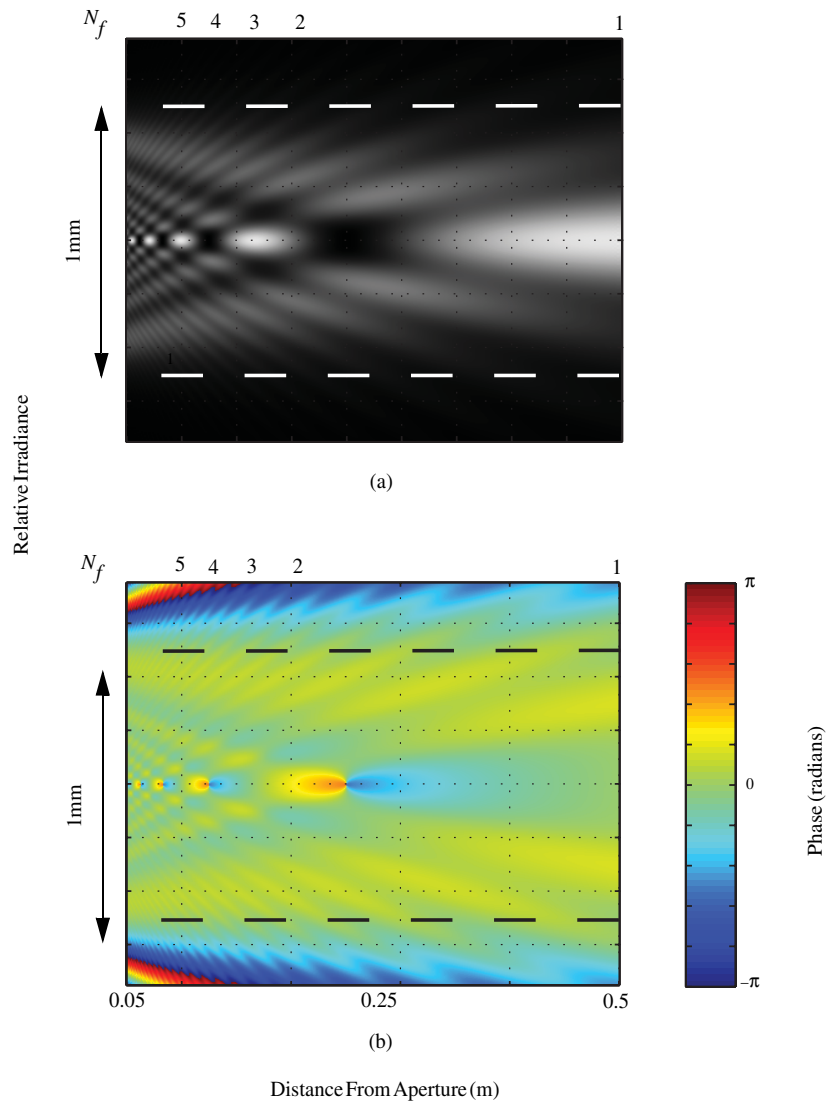 N_f 5 4 3 2 1
1mm
1
(a)
Relative Irradiance
N_f 5 4 3 2 1
1mm
π
0
−π
Phase (radians)
0.05 0.25 0.5
(b)
Distance From Aperture (m)